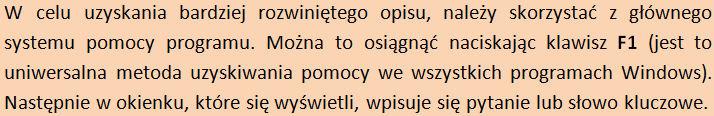 W celu uzyskania bardziej rozwiniętego opisu, należy skorzystać z głównego
systemu pomocy programu. Można to osiągnąć naciskając klawisz F1 (jest to
uniwersalna metoda uzyskiwania pomocy we wszystkich programach Windows).
Następnie w okienku, które się wyświetli, wpisuje się pytanie lub słowo kluczowe.